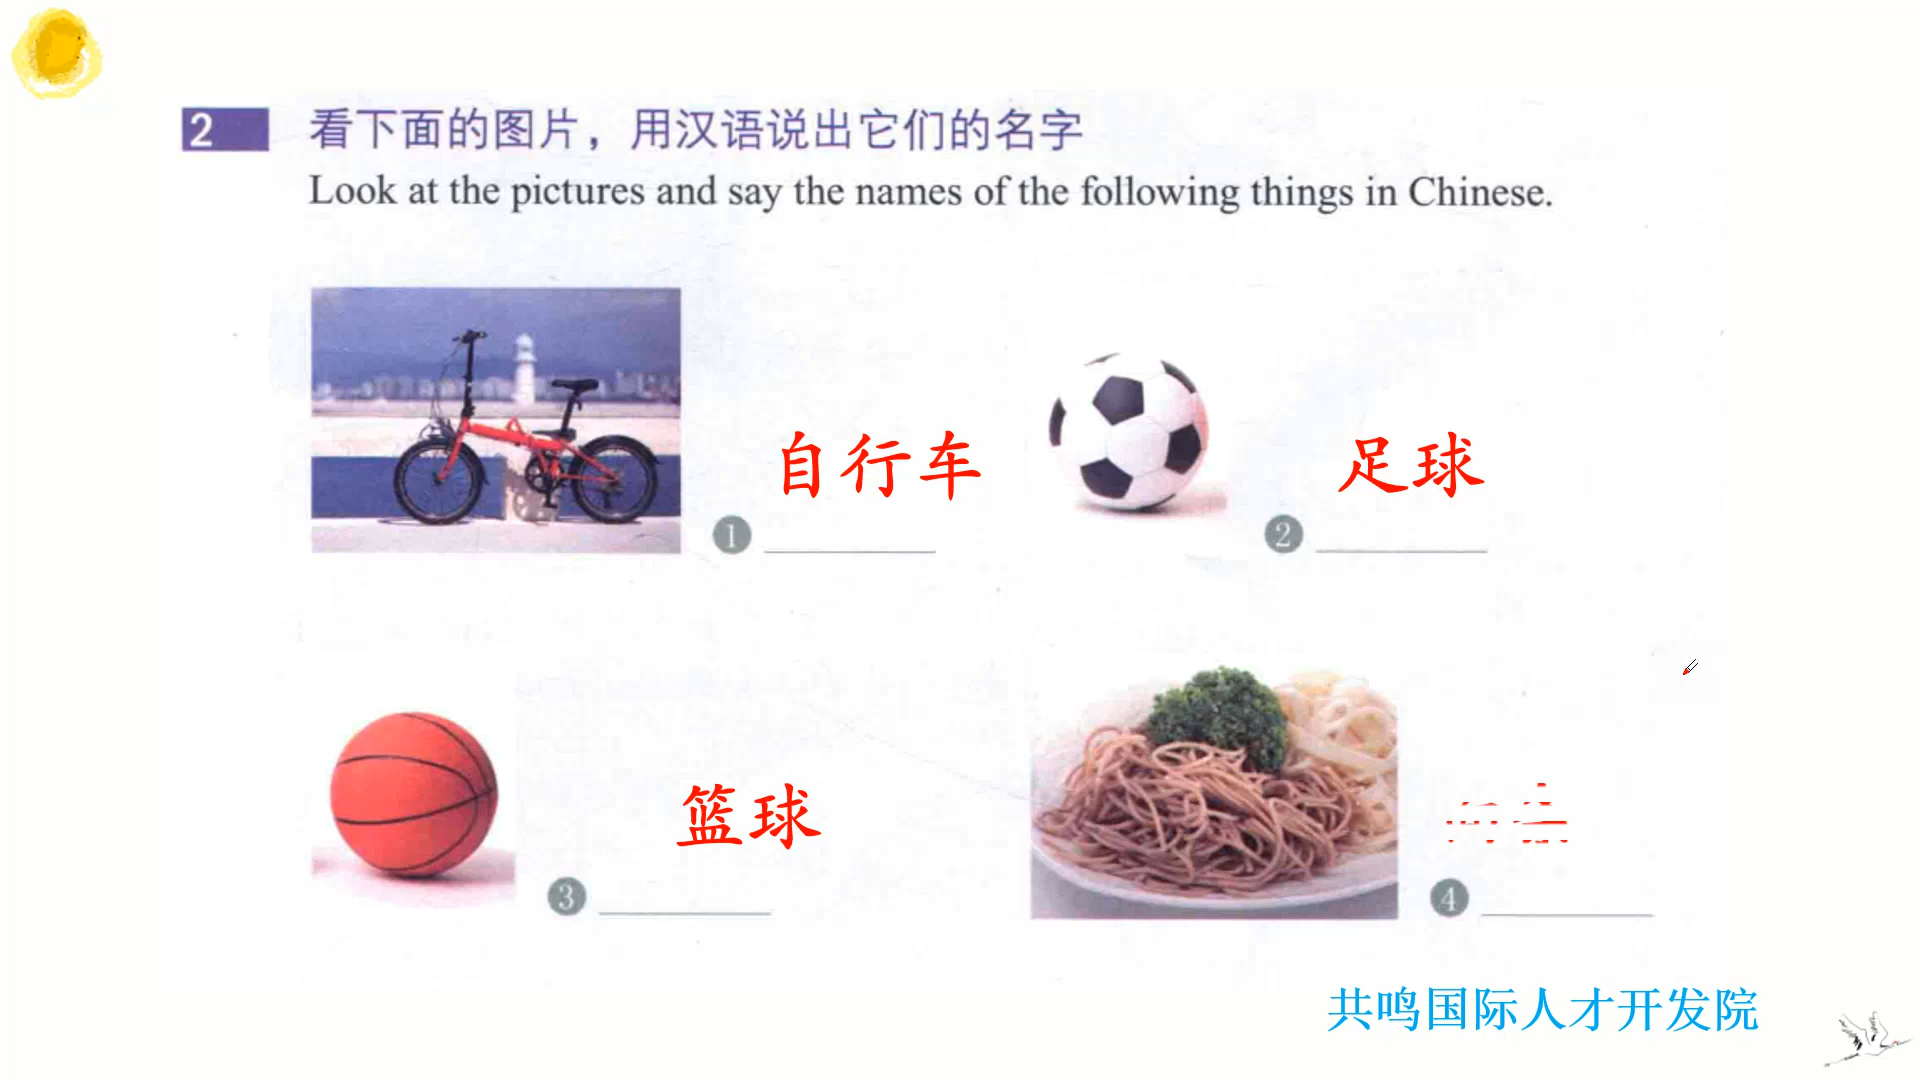 2 看下面的图片，用汉语说出它们的名字
Look at the pictures and say the names of the following things in Chinese.
自行车
足球
1
2
篮球
3
4
共鸣国际人才开发院